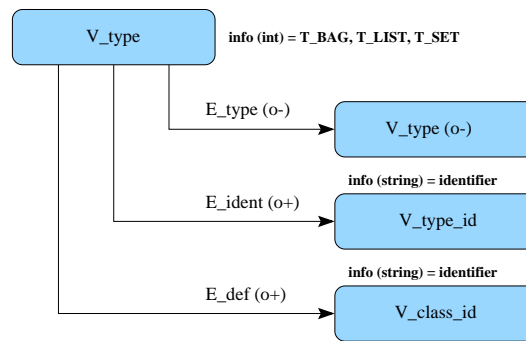 V_type
info (int) = T_BAG, T_LIST, T_SET
E_type (o-)
V_type (o-)
info (string) = identifier
E_ident (o+)
V_type_id
info (string) = identifier
E_def (o+)
V_class_id